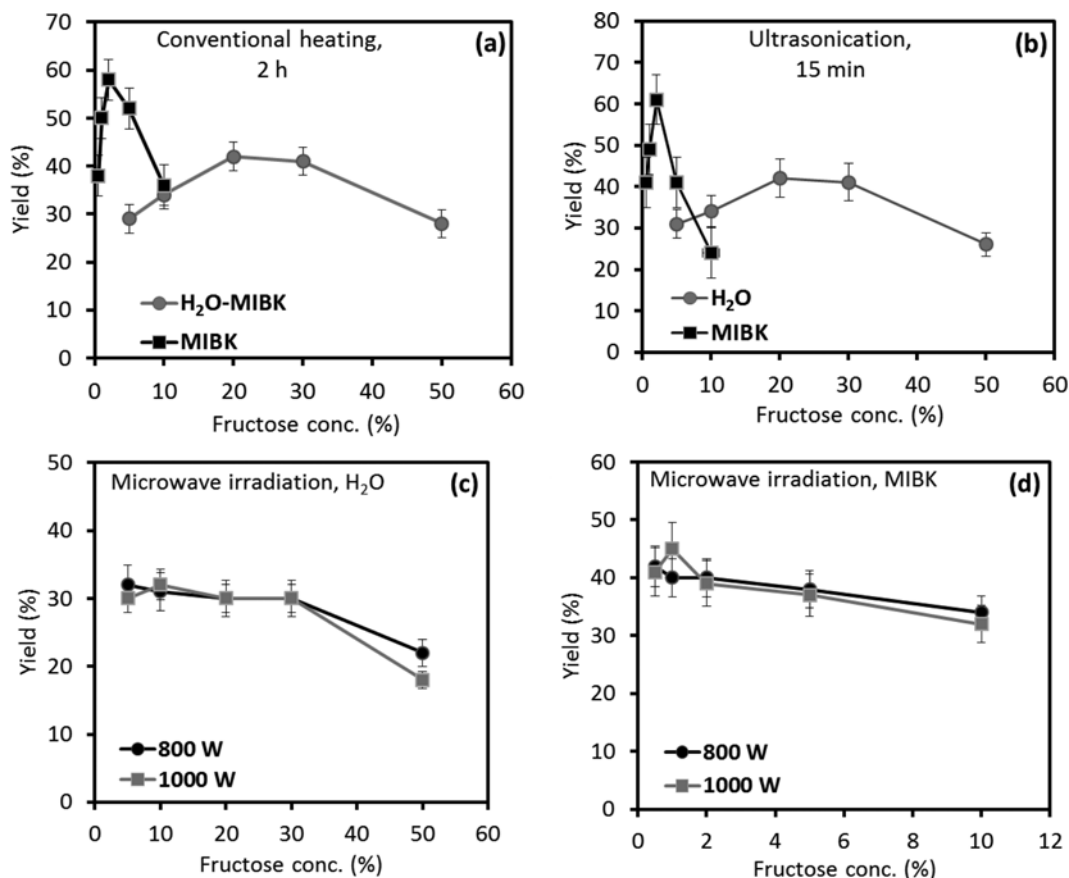 Conventional heating,
2 h
(a)
70
60
50
40
30
20
10
0
Yield (%)
H₂O-MIBK
MIBK
0 10 20 30 40 50 60
Fructose conc. (%)
Ultrasonication,
15 min
(b)
80
70
60
50
40
30
20
10
0
Yield (%)
H₂O
MIBK
0 10 20 30 40 50 60
Fructose conc. (%)
Microwave irradiation, H₂O
(c)
50
40
30
20
10
0
Yield (%)
800 W
1000 W
0 10 20 30 40 50 60
Fructose conc. (%)
Microwave irradiation, MIBK
(d)
60
50
40
30
20
10
0
Yield (%)
800 W
1000 W
0 2 4 6 8 10 12
Fructose conc. (%)